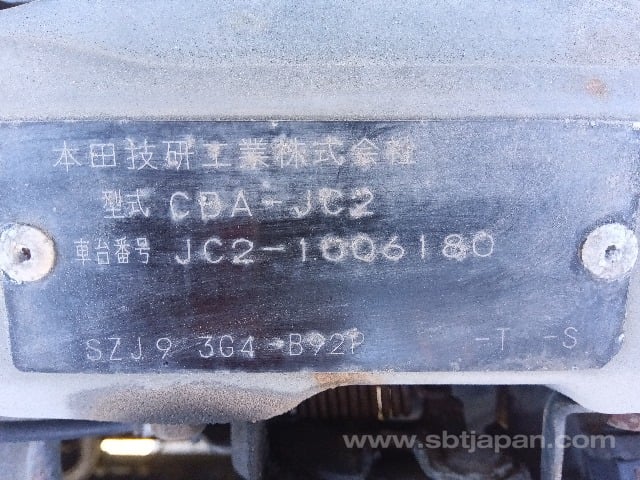 本田技研工業株式会社
型式 CBA-JC2
車台番号 JC2-1006180
SZJ9 3G4-B92P -T -S
www.sbtjapan.com